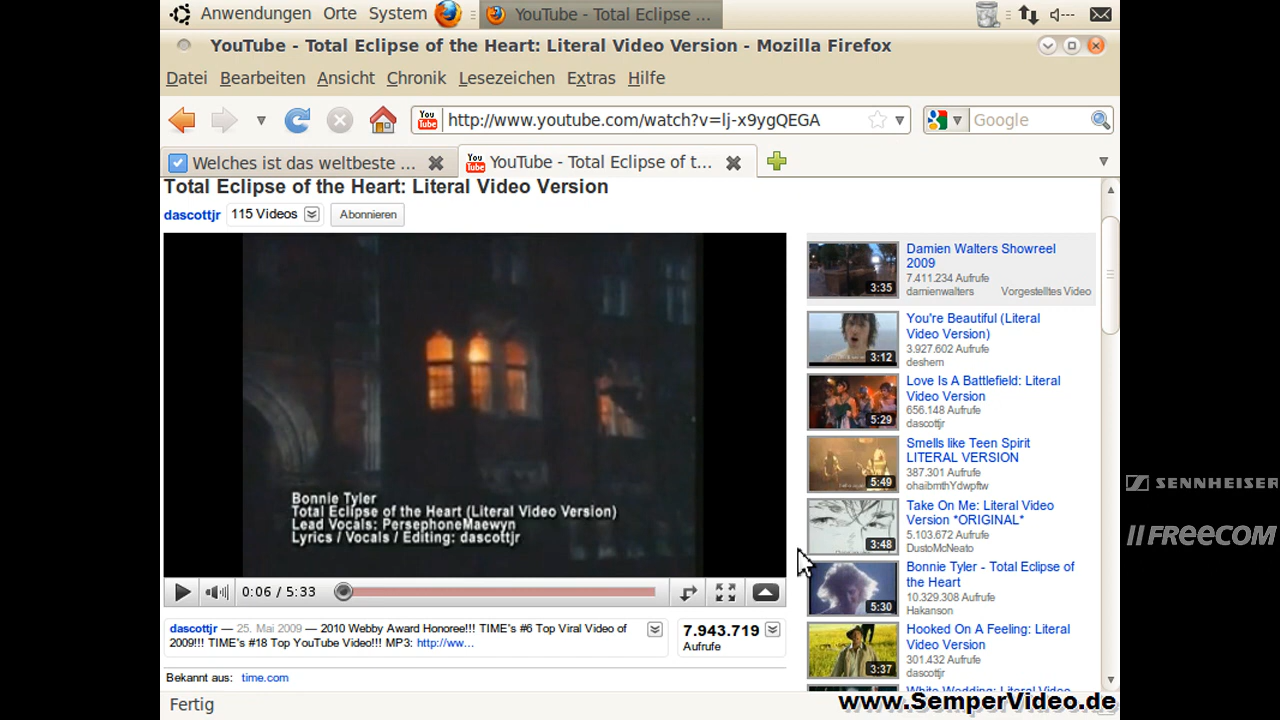 Anwendungen Orte System YouTube - Total Eclipse ...
YouTube - Total Eclipse of the Heart: Literal Video Version - Mozilla Firefox
Datei Bearbeiten Ansicht Chronik Lesezeichen Extras Hilfe
You Tube http://www.youtube.com/watch?v=lj-x9ygQEGA Google
Welches ist das weltbeste ... You Tube YouTube - Total Eclipse of t...
Total Eclipse of the Heart: Literal Video Version
dascottjr 115 Videos Abonnieren
Bonnie Tyler
Total Eclipse of the Heart (Literal Video Version)
Lead Vocals: PersephoneMaewyn
Lyrics / Vocals / Editing: dascottjr
0:06 / 5:33
dascottjr — 25. Mai 2009 — 2010 Webby Award Honoree!!! TIME's #6 Top Viral Video of
2009!!! TIME's #18 Top YouTube Video!!! MP3: http://ww...
7.943.719
Aufrufe
Bekannt aus: time.com
Damien Walters Showreel
2009
7.411.234 Aufrufe
damienwalters Vorgestelltes Video
3:35
You're Beautiful (Literal
Video Version)
3.927.602 Aufrufe
deshem
3:12
Love Is A Battlefield: Literal
Video Version
656.148 Aufrufe
dascottjr
5:29
Smells like Teen Spirit
LITERAL VERSION
387.301 Aufrufe
ohaibmthYdwpftw
5:49
Take On Me: Literal Video
Version *ORIGINAL*
5.103.672 Aufrufe
DustoMcNeato
3:48
Bonnie Tyler - Total Eclipse of
the Heart
10.329.308 Aufrufe
Hakanson
5:30
Hooked On A Feeling: Literal
Video Version
301.432 Aufrufe
dascottjr
3:37
White Wedding: Literal Video
Fertig
www.SemperVideo.de
SENNHEISER
FREECOM